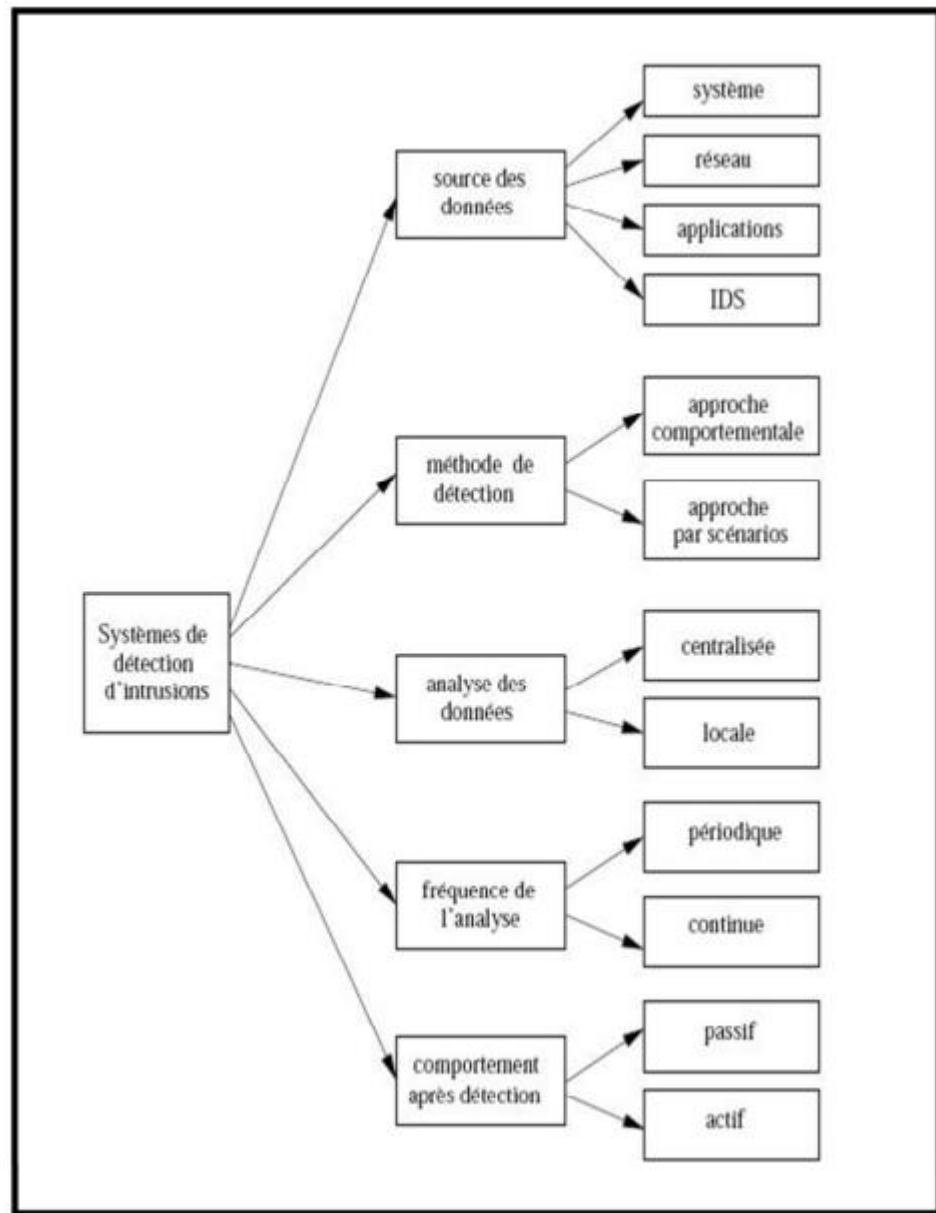 Systèmes de
détection
d'intrusions
source des
données
système
réseau
applications
IDS
méthode de
détection
approche
comportementale
approche
par scénarios
analyse des
données
centralisée
locale
fréquence de
l'analyse
périodique
continue
comportement
après détection
passif
actif